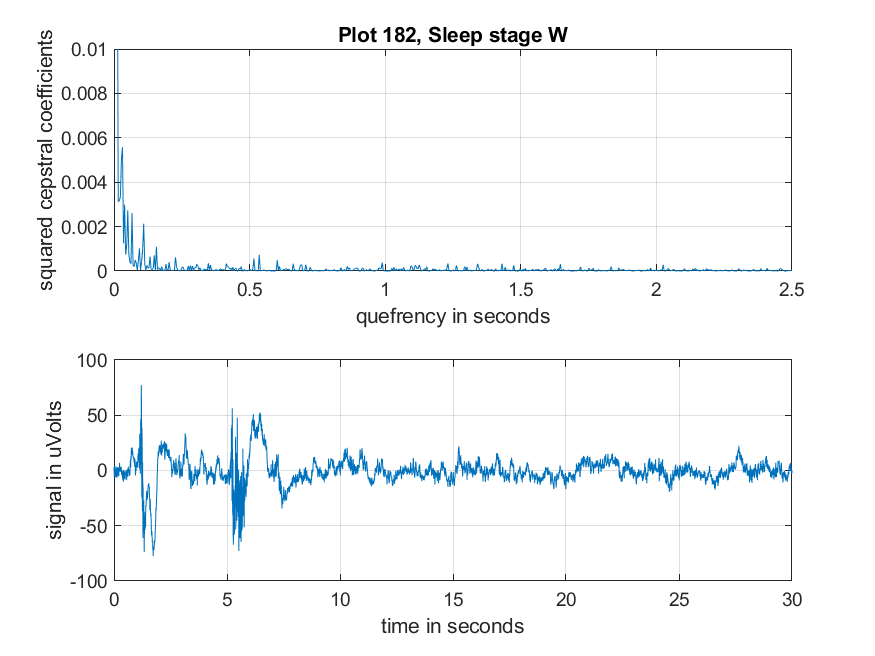 Plot 182, Sleep stage W
squared cepstral coefficients
0.01
0.008
0.006
0.004
0.002
0
0 0.5 1 1.5 2 2.5
quefrency in seconds
signal in uVolts
100
50
0
-50
-100
0 5 10 15 20 25 30
time in seconds